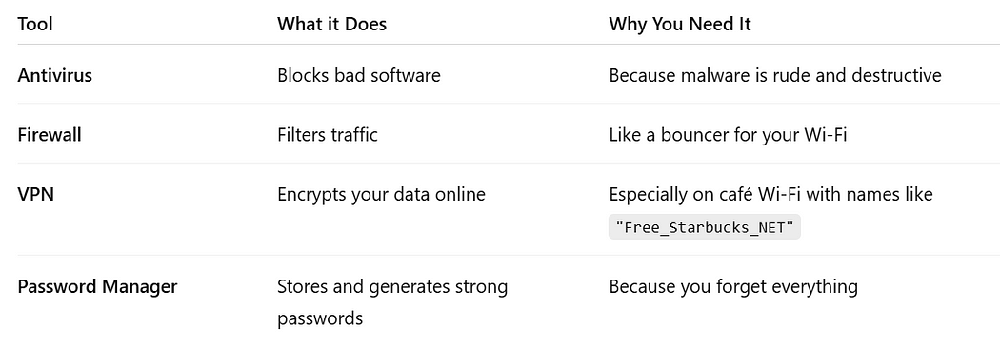 Tool What it Does Why You Need It
Antivirus Blocks bad software Because malware is rude and destructive
Firewall Filters traffic Like a bouncer for your Wi-Fi
VPN Encrypts your data online Especially on café Wi-Fi with names like
"Free_Starbucks_NET"
Password Manager Stores and generates strong Because you forget everything
passwords